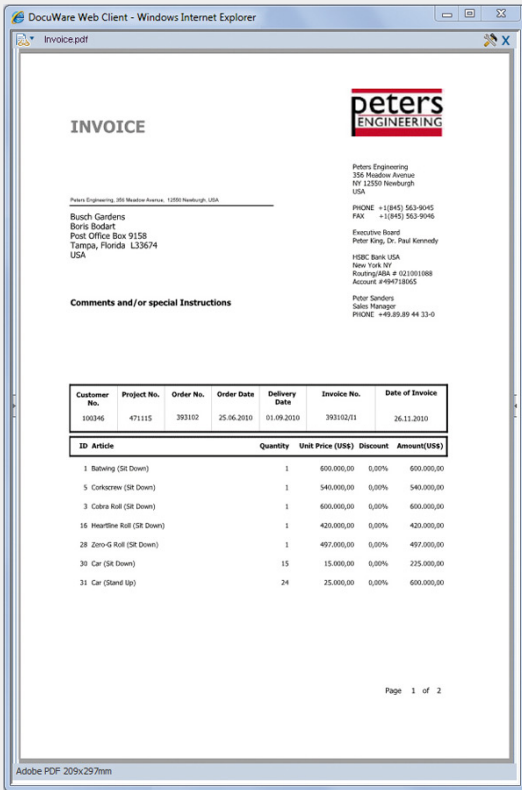 DocuWare Web Client - Windows Internet Explorer
Invoice.pdf
peters
ENGINEERING
INVOICE
Peters Engineering
356 Meadow Avenue
NY 12550 Newburgh
USA
Peters Engineering, 356 Meadow Avenue, 12550 Newburgh, USA
PHONE +1(845) 563-9045
FAX +1(845) 563-9046
Busch Gardens
Boris Bodart
Post Office Box 9158
Tampa, Florida L33674
USA
Executive Board
Peter King, Dr. Paul Kennedy
HSBC Bank USA
New York NY
Routing/ABA # 021001088
Account #494718065
Comments and/or special Instructions
Peter Sanders
Sales Manager
PHONE +49.89.89 44 33-0
Customer No. Project No. Order No. Order Date Delivery Date Invoice No. Date of Invoice
100346 471115 393102 25.06.2010 01.09.2010 393102/I1 26.11.2010
ID Article Quantity Unit Price (US$) Discount Amount(US$)
1 Batwing (Sit Down) 1 600.000,00 0,00% 600.000,00
5 Corkscrew (Sit Down) 1 540.000,00 0,00% 540.000,00
3 Cobra Roll (Sit Down) 1 600.000,00 0,00% 600.000,00
16 Heartline Roll (Sit Down) 1 420.000,00 0,00% 420.000,00
28 Zero-G Roll (Sit Down) 1 497.000,00 0,00% 497.000,00
30 Car (Sit Down) 15 15.000,00 0,00% 225.000,00
31 Car (Stand Up) 24 25.000,00 0,00% 600.000,00
Page 1 of 2
Adobe PDF 209x297mm